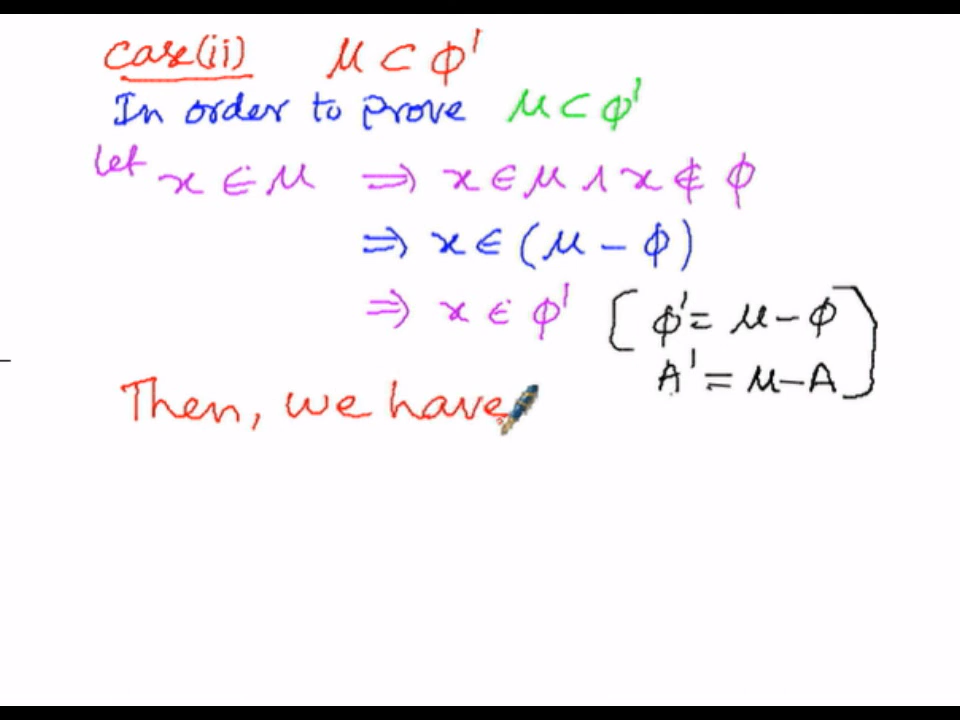 Case(ii) μ ⊂ φ'
In order to prove μ ⊂ φ'
let x ∈ μ ⇒ x ∈ μ ∧ x ∉ φ
⇒ x ∈ (μ - φ)
⇒ x ∈ φ' [ φ' = μ - φ
A' = μ - A ]
Then, we have